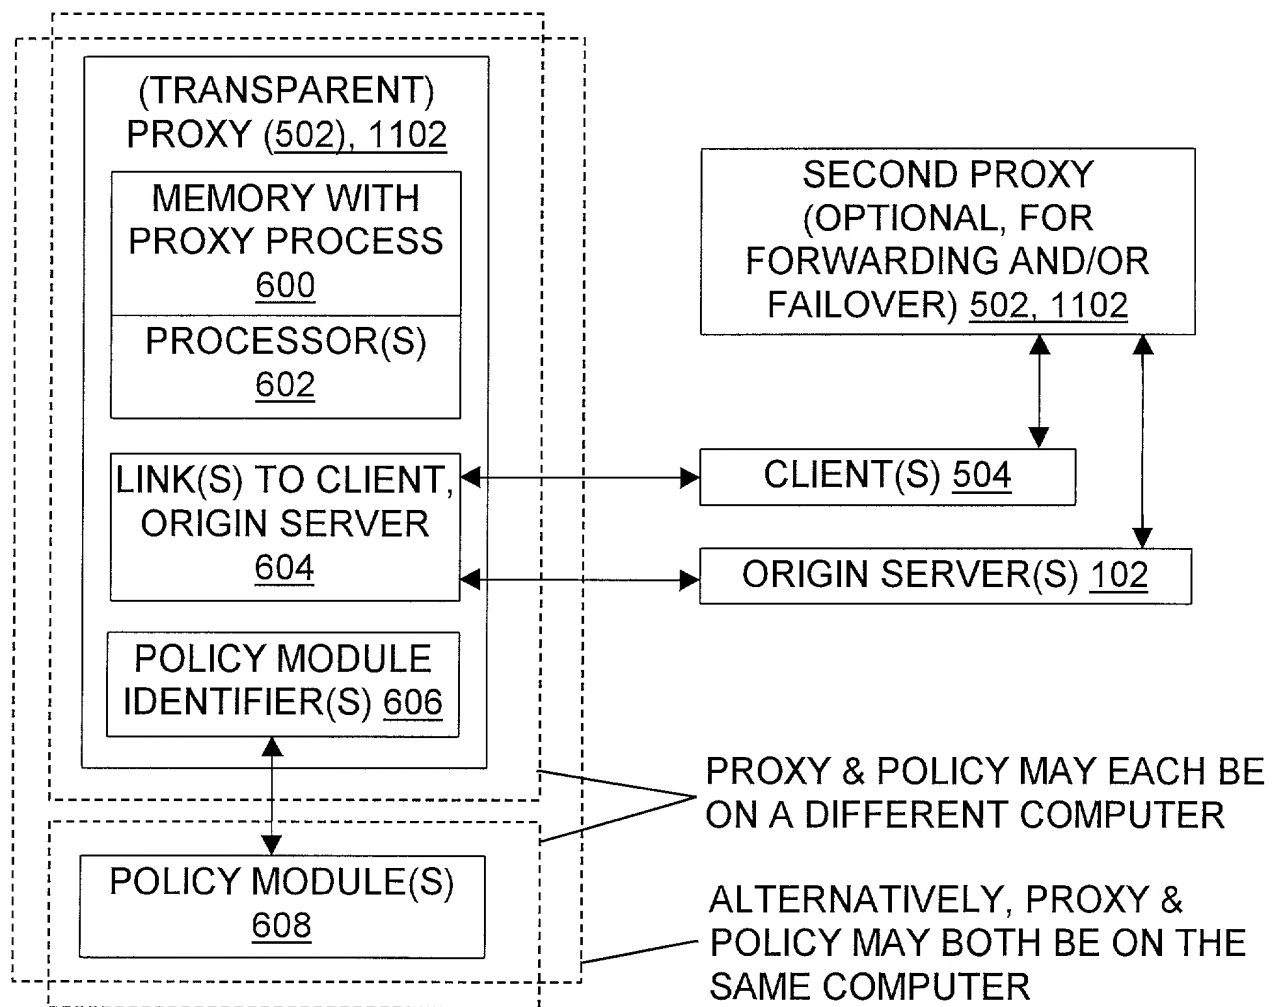 (TRANSPARENT)
PROXY (502), 1102
MEMORY WITH
PROXY PROCESS
600
PROCESSOR(S)
602
LINK(S) TO CLIENT,
ORIGIN SERVER
604
POLICY MODULE
IDENTIFIER(S) 606
POLICY MODULE(S)
608
SECOND PROXY
(OPTIONAL, FOR
FORWARDING AND/OR
FAILOVER) 502, 1102
CLIENT(S) 504
ORIGIN SERVER(S) 102
PROXY & POLICY MAY EACH BE
ON A DIFFERENT COMPUTER
ALTERNATIVELY, PROXY &
POLICY MAY BOTH BE ON THE
SAME COMPUTER